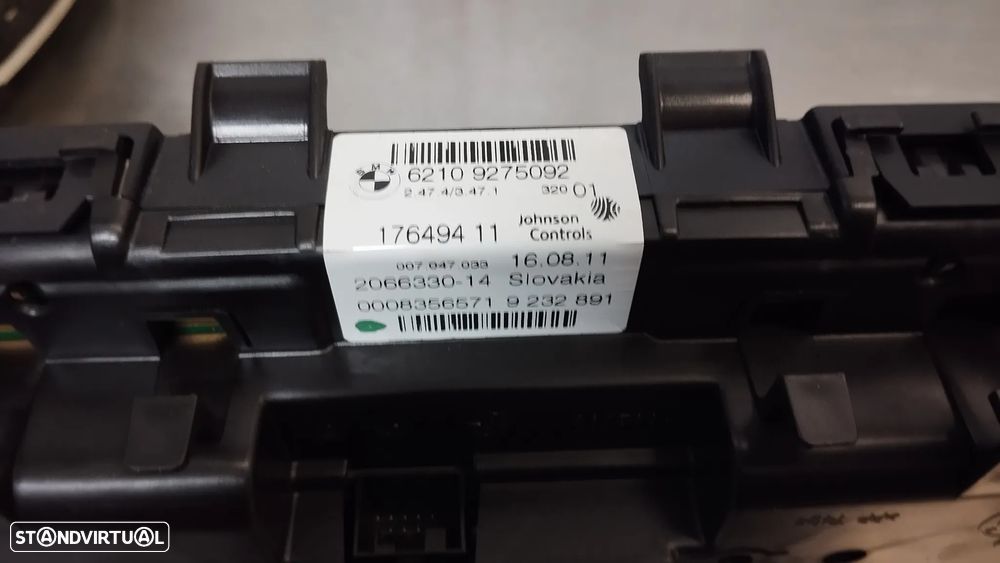 BMW
6210 9275092
2.47 4/3.47.1 320 01
Johnson
Controls
176494 11
007.047.033 16.08.11
2066330-14 Slovakia
0008356571 9 232 891
STANDVIRTUAL